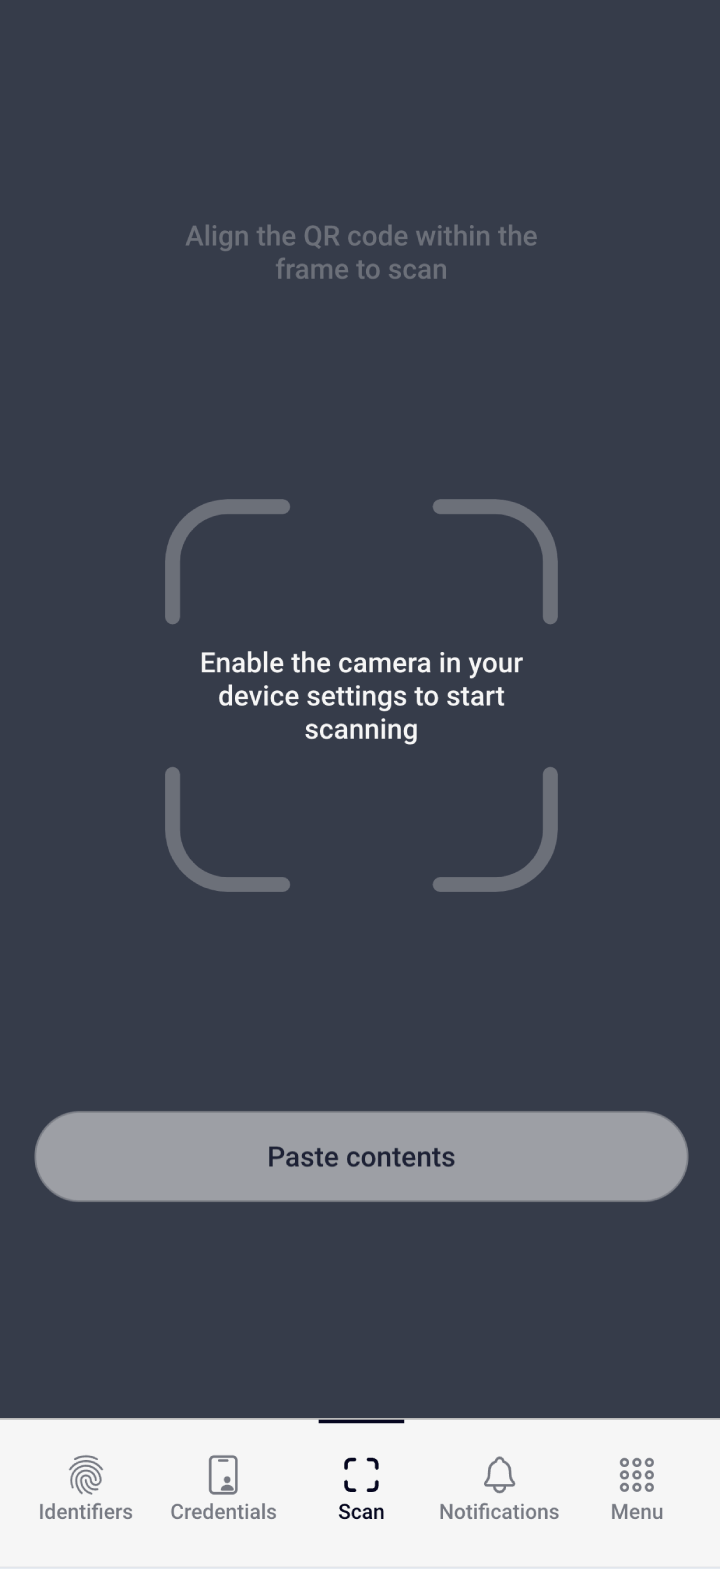 Align the QR code within the
frame to scan
Enable the camera in your
device settings to start
scanning
Paste contents
Identifiers
Credentials
Scan
Notifications
Menu